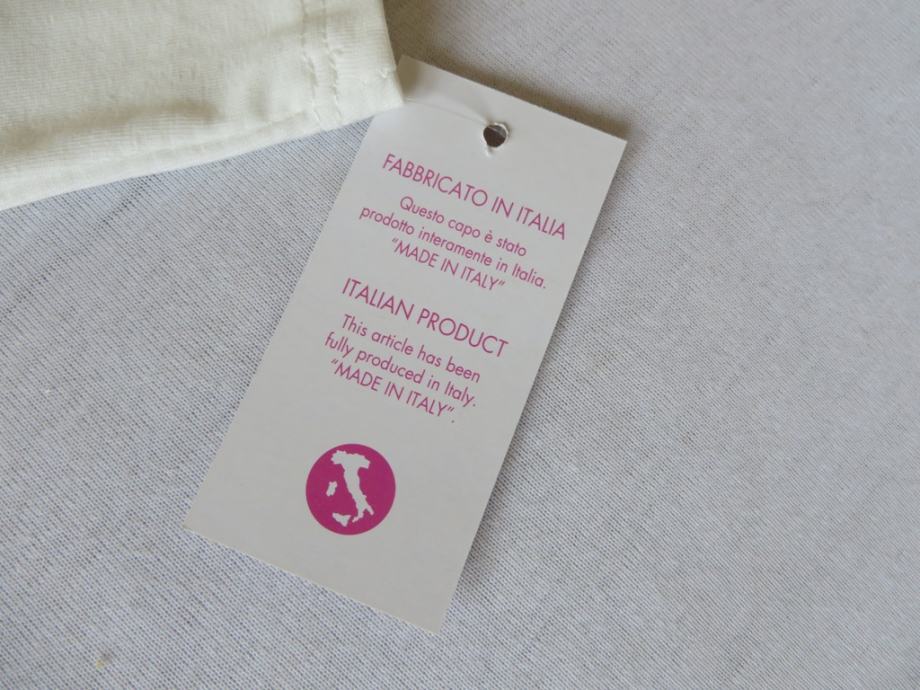 FABBRICATO IN ITALIA
Questo capo è stato
prodotto interamente in Italia.
"MADE IN ITALY"
ITALIAN PRODUCT
This article has been
fully produced in Italy.
"MADE IN ITALY".